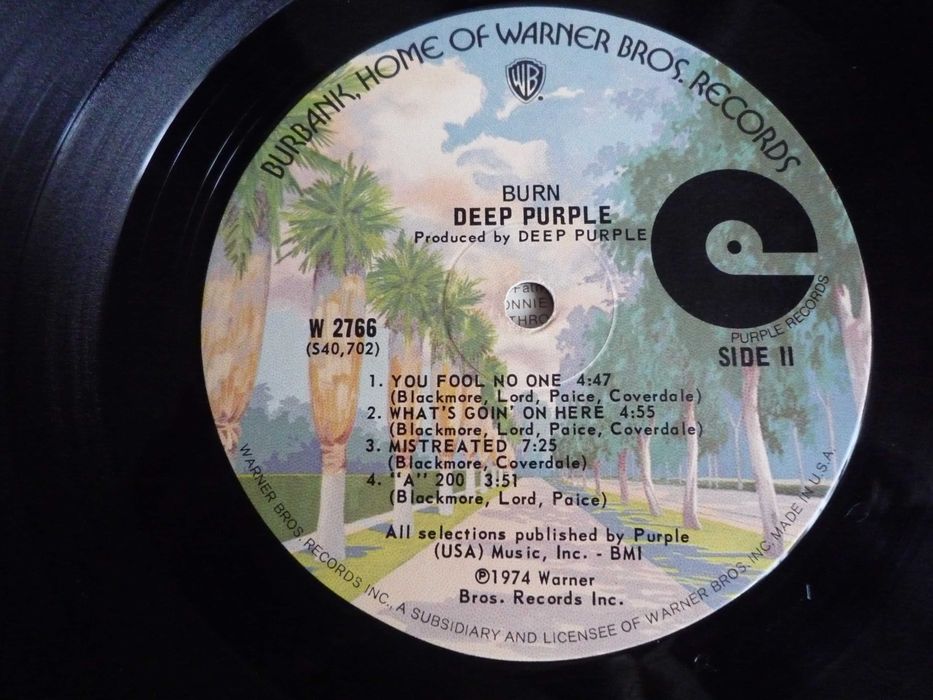 BURBANK, HOME OF WARNER BROS. RECORDS
WB
BURN
DEEP PURPLE
Produced by DEEP PURPLE
ONNIE
THRO
PURPLE RECORDS
W 2766
(S40,702)
SIDE II
1. YOU FOOL NO ONE 4:47
(Blackmore, Lord, Paice, Coverdale)
2. WHAT'S GOIN' ON HERE 4:55
(Blackmore, Lord, Paice, Coverdale)
3. MISTREATED 7:25
(Blackmore, Coverdale)
4. "A" 200 3:51
(Blackmore, Lord, Paice)
All selections published by Purple
(USA) Music, Inc. - BMI
℗1974 Warner
Bros. Records Inc.
WARNER BROS. RECORDS INC., A SUBSIDIARY AND LICENSEE OF WARNER BROS. INC. MADE IN U.S.A.